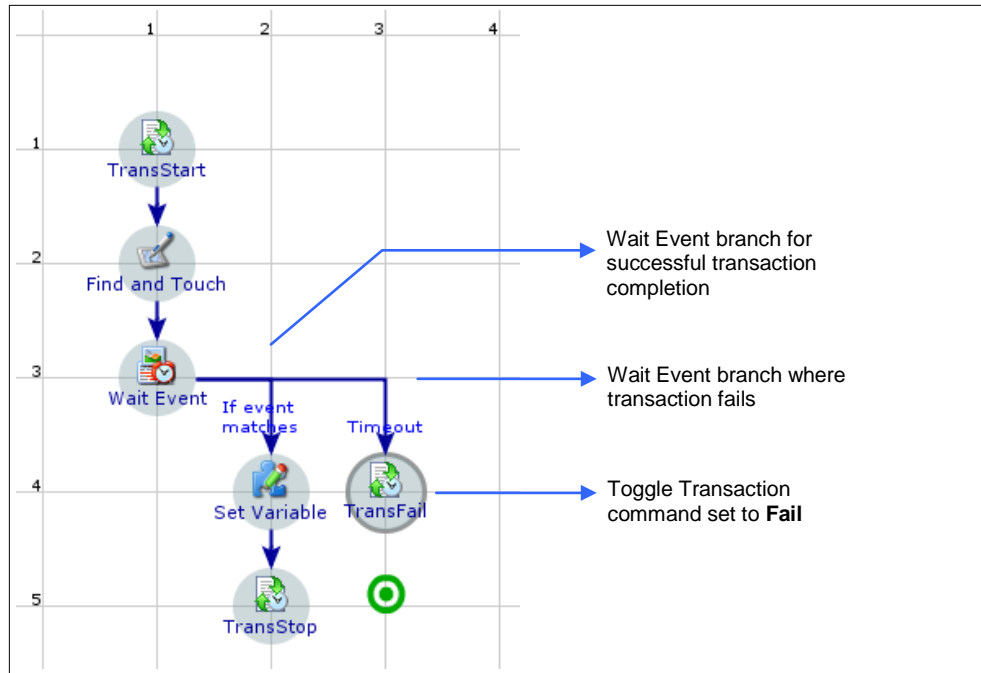 1 2 3 4
1
TransStart
2
Find and Touch
3
Wait Event
If event
matches
Timeout
4
Set Variable
TransFail
5
TransStop
Wait Event branch for
successful transaction
completion
Wait Event branch where
transaction fails
Toggle Transaction
command set to Fail